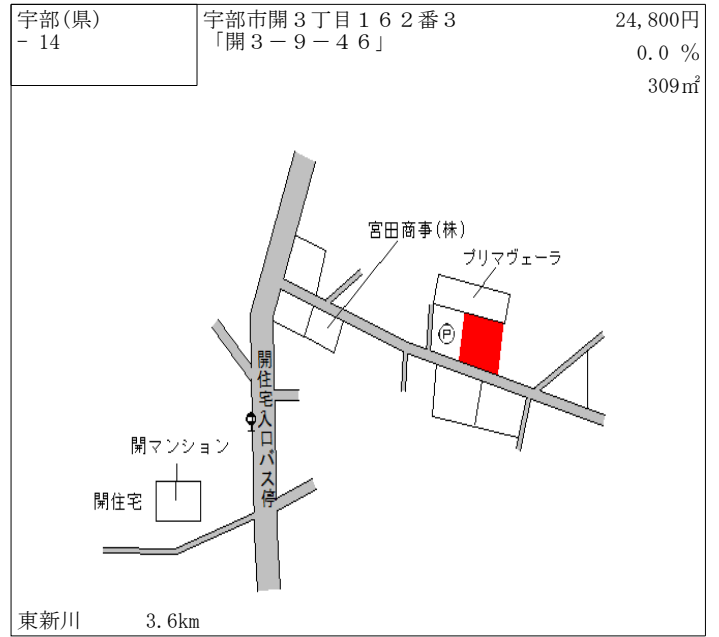 宇部(県)
- 14
宇部市開３丁目１６２番３
「開３－９－４６」
24,800円
0.0 %
309㎡
宮田商事(株)
プリマヴェーラ
P
開住宅入口バス停
開マンション
開住宅
東新川 3.6km